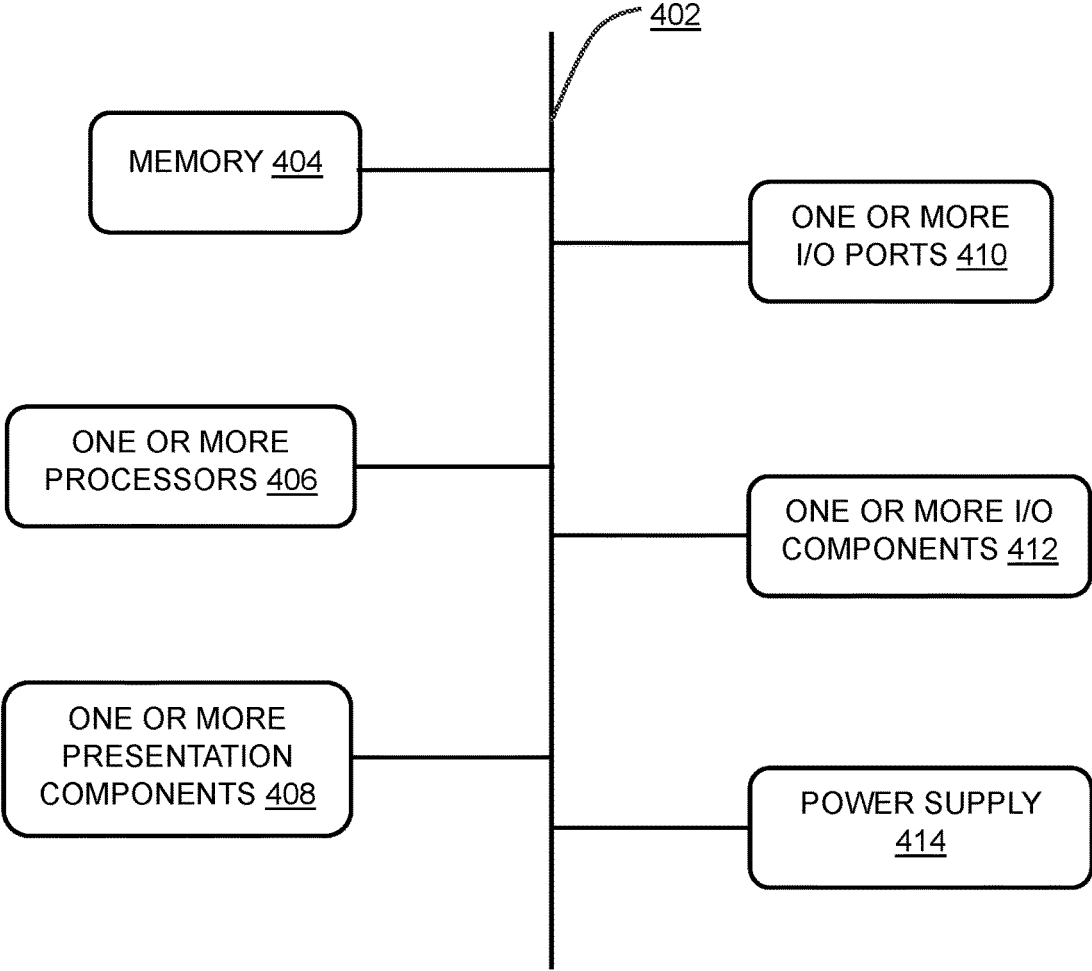 402
MEMORY 404
ONE OR MORE
I/O PORTS 410
ONE OR MORE
PROCESSORS 406
ONE OR MORE I/O
COMPONENTS 412
ONE OR MORE
PRESENTATION
COMPONENTS 408
POWER SUPPLY
414